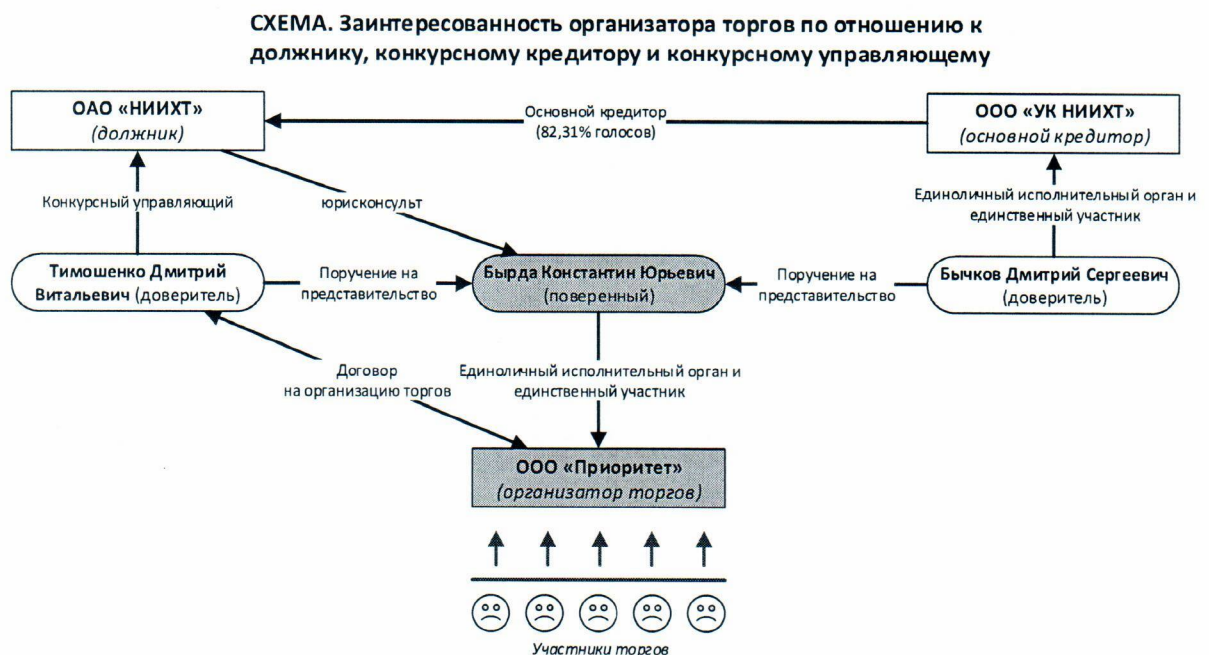 СХЕМА. Заинтересованность организатора торгов по отношению к
должнику, конкурсному кредитору и конкурсному управляющему
ОАО «НИИХТ»
(должник)
Основной кредитор
(82,31% голосов)
ООО «УК НИИХТ»
(основной кредитор)
Конкурсный управляющий
юрисконсульт
Единоличный исполнительный орган и
единственный участник
Тимошенко Дмитрий
Витальевич (доверитель)
Поручение на
представительство
Бырда Константин Юрьевич
(поверенный)
Поручение на
представительство
Бычков Дмитрий Сергеевич
(доверитель)
Договор
на организацию торгов
Единоличный исполнительный орган и
единственный участник
ООО «Приоритет»
(организатор торгов)
Участники торгов